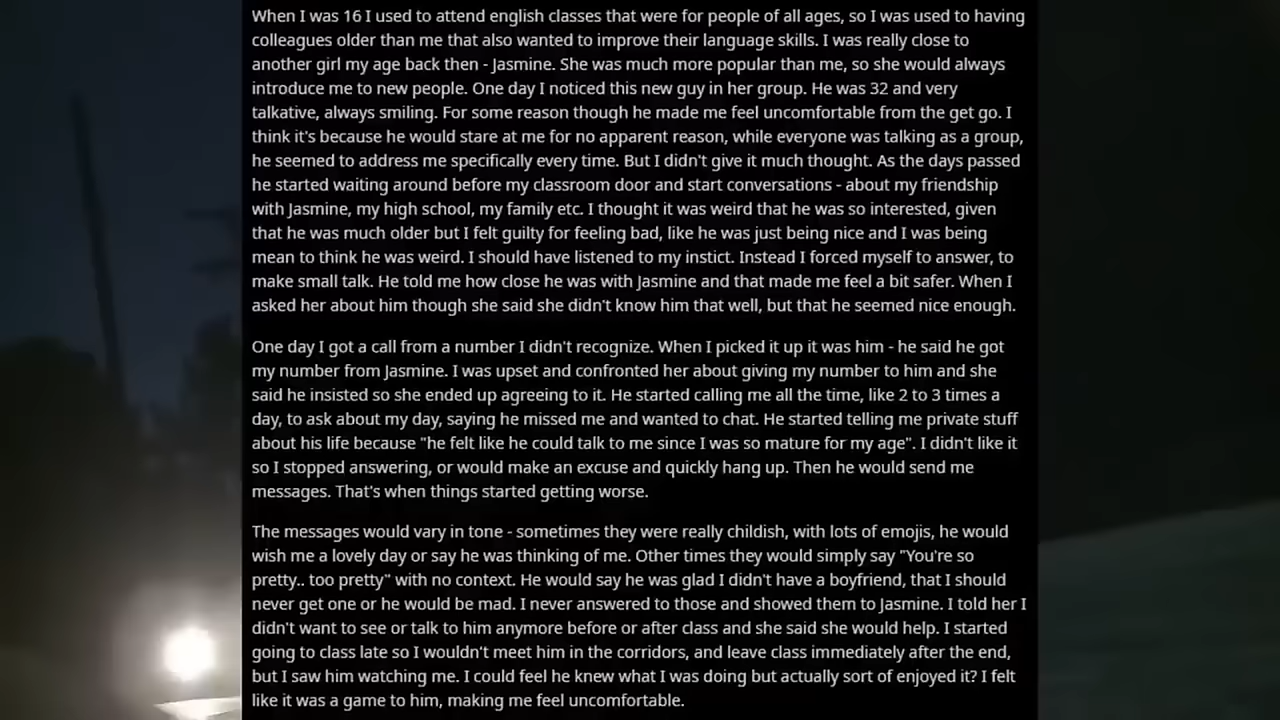 When I was 16 I used to attend english classes that were for people of all ages, so I was used to having
colleagues older than me that also wanted to improve their language skills. I was really close to
another girl my age back then - Jasmine. She was much more popular than me, so she would always
introduce me to new people. One day I noticed this new guy in her group. He was 32 and very
talkative, always smiling. For some reason though he made me feel uncomfortable from the get go. I
think it's because he would stare at me for no apparent reason, while everyone was talking as a group,
he seemed to address me specifically every time. But I didn't give it much thought. As the days passed
he started waiting around before my classroom door and start conversations - about my friendship
with Jasmine, my high school, my family etc. I thought it was weird that he was so interested, given
that he was much older but I felt guilty for feeling bad, like he was just being nice and I was being
mean to think he was weird. I should have listened to my instict. Instead I forced myself to answer, to
make small talk. He told me how close he was with Jasmine and that made me feel a bit safer. When I
asked her about him though she said she didn't know him that well, but that he seemed nice enough.
One day I got a call from a number I didn't recognize. When I picked it up it was him - he said he got
my number from Jasmine. I was upset and confronted her about giving my number to him and she
said he insisted so she ended up agreeing to it. He started calling me all the time, like 2 to 3 times a
day, to ask about my day, saying he missed me and wanted to chat. He started telling me private stuff
about his life because "he felt like he could talk to me since I was so mature for my age". I didn't like it
so I stopped answering, or would make an excuse and quickly hang up. Then he would send me
messages. That's when things started getting worse.
The messages would vary in tone - sometimes they were really childish, with lots of emojis, he would
wish me a lovely day or say he was thinking of me. Other times they would simply say "You're so
pretty.. too pretty" with no context. He would say he was glad I didn't have a boyfriend, that I should
never get one or he would be mad. I never answered to those and showed them to Jasmine. I told her I
didn't want to see or talk to him anymore before or after class and she said she would help. I started
going to class late so I wouldn't meet him in the corridors, and leave class immediately after the end,
but I saw him watching me. I could feel he knew what I was doing but actually sort of enjoyed it? I felt
like it was a game to him, making me feel uncomfortable.